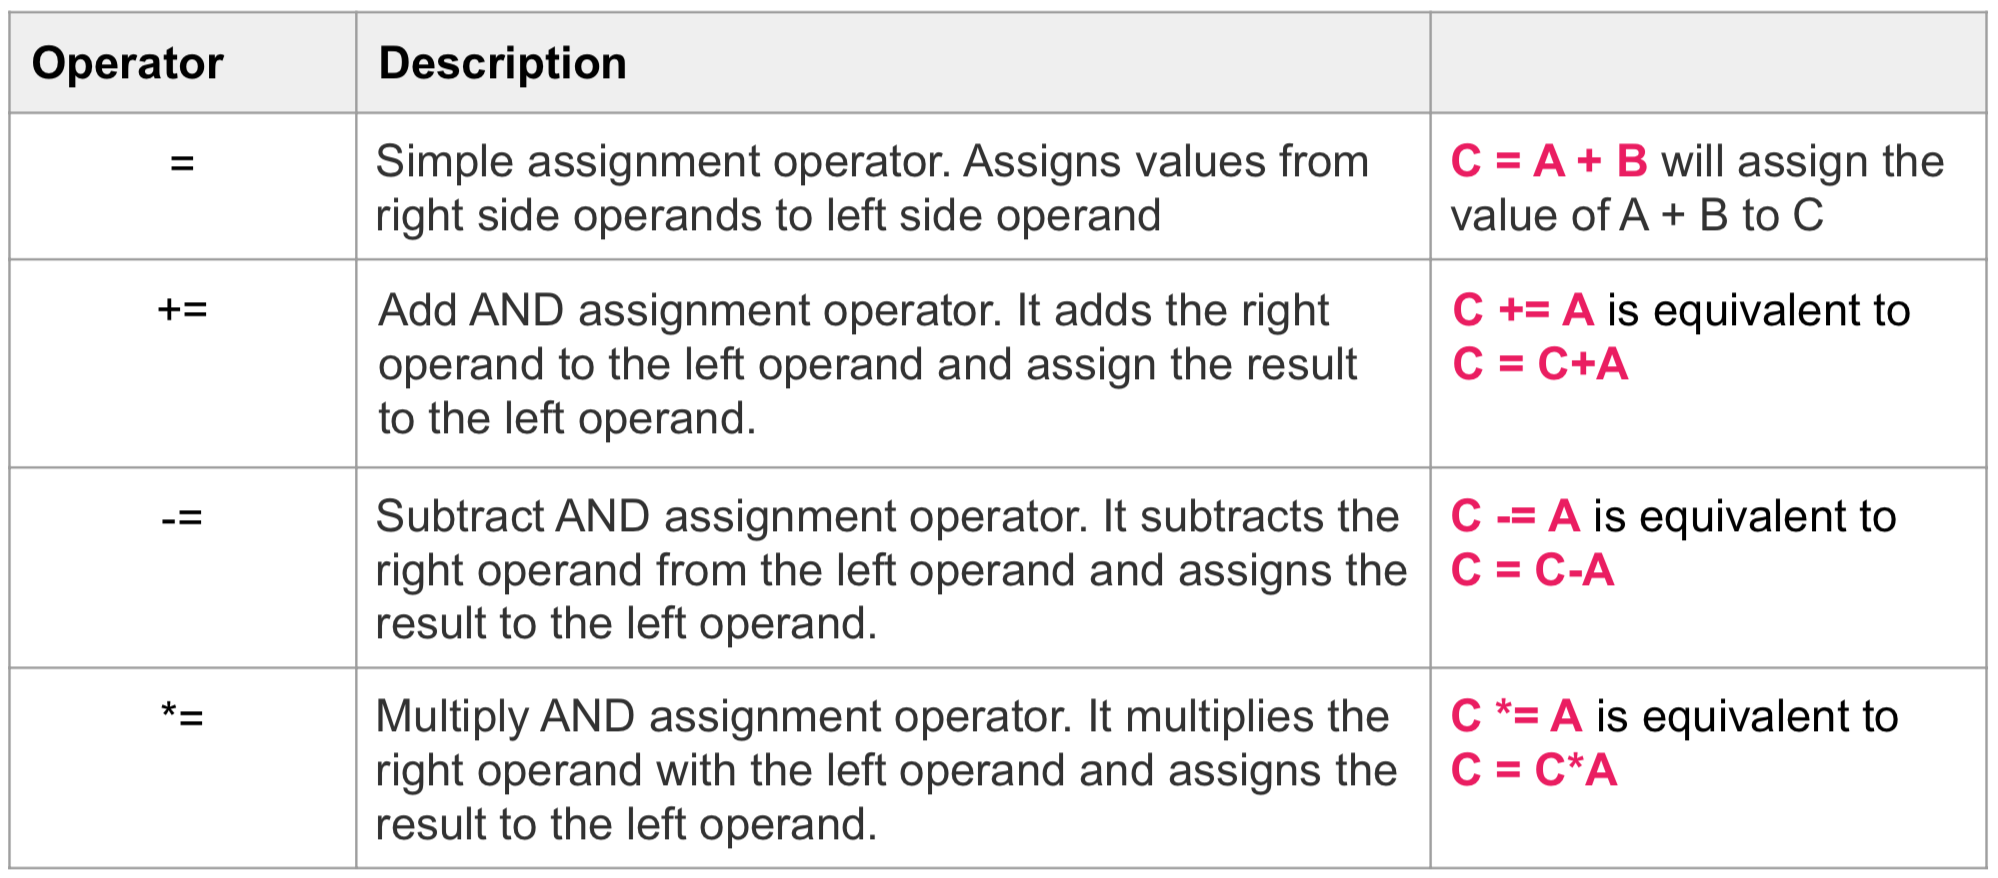 Operator
Description
=
Simple assignment operator. Assigns values from
right side operands to left side operand
C = A + B will assign the
value of A + B to C
+=
Add AND assignment operator. It adds the right
operand to the left operand and assign the result
to the left operand.
C += A is equivalent to
C = C+A
-=
Subtract AND assignment operator. It subtracts the
right operand from the left operand and assigns the
result to the left operand.
C -= A is equivalent to
C = C-A
*=
Multiply AND assignment operator. It multiplies the
right operand with the left operand and assigns the
result to the left operand.
C *= A is equivalent to
C = C*A